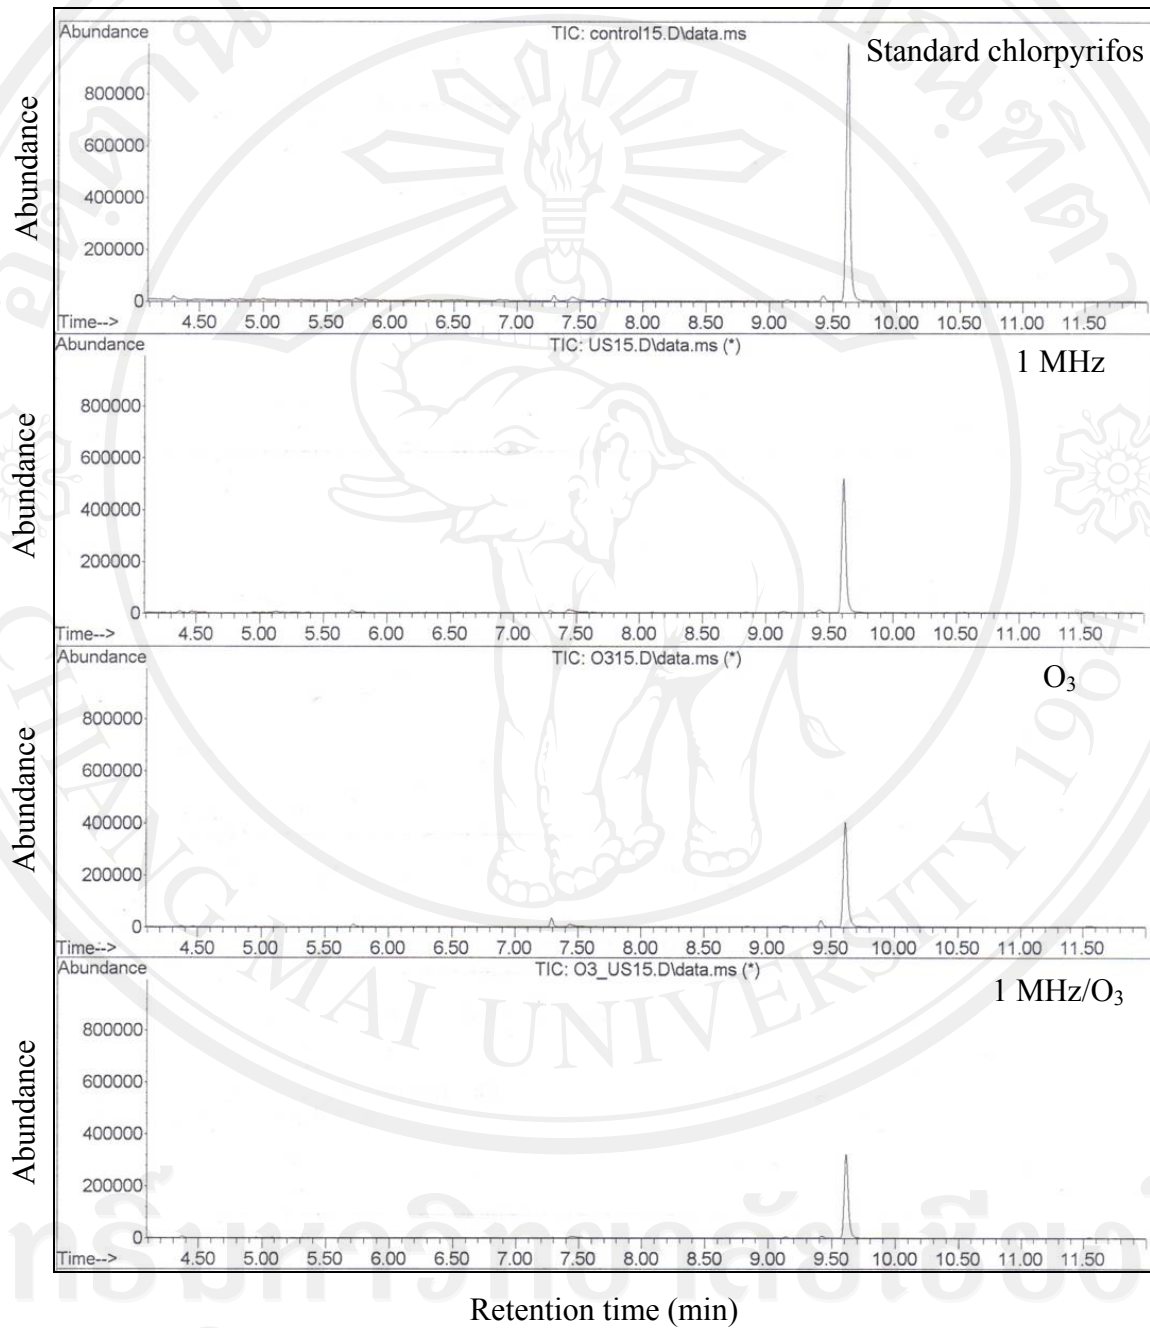 Abundance
TIC: control15.D\data.ms
Standard chlorpyrifos
Abundance
800000
600000
400000
200000
0
Time-->
4.50 5.00 5.50 6.00 6.50 7.00 7.50 8.00 8.50 9.00 9.50 10.00 10.50 11.00 11.50
Abundance
TIC: US15.D\data.ms (*)
1 MHz
Abundance
800000
600000
400000
200000
0
Time-->
4.50 5.00 5.50 6.00 6.50 7.00 7.50 8.00 8.50 9.00 9.50 10.00 10.50 11.00 11.50
Abundance
TIC: O315.D\data.ms (*)
O₃
Abundance
800000
600000
400000
200000
0
Time-->
4.50 5.00 5.50 6.00 6.50 7.00 7.50 8.00 8.50 9.00 9.50 10.00 10.50 11.00 11.50
Abundance
TIC: O3_US15.D\data.ms (*)
1 MHz/O₃
Abundance
800000
600000
400000
200000
0
Time-->
4.50 5.00 5.50 6.00 6.50 7.00 7.50 8.00 8.50 9.00 9.50 10.00 10.50 11.00 11.50
Retention time (min)
CHIANG MAI UNIVERSITY 1964